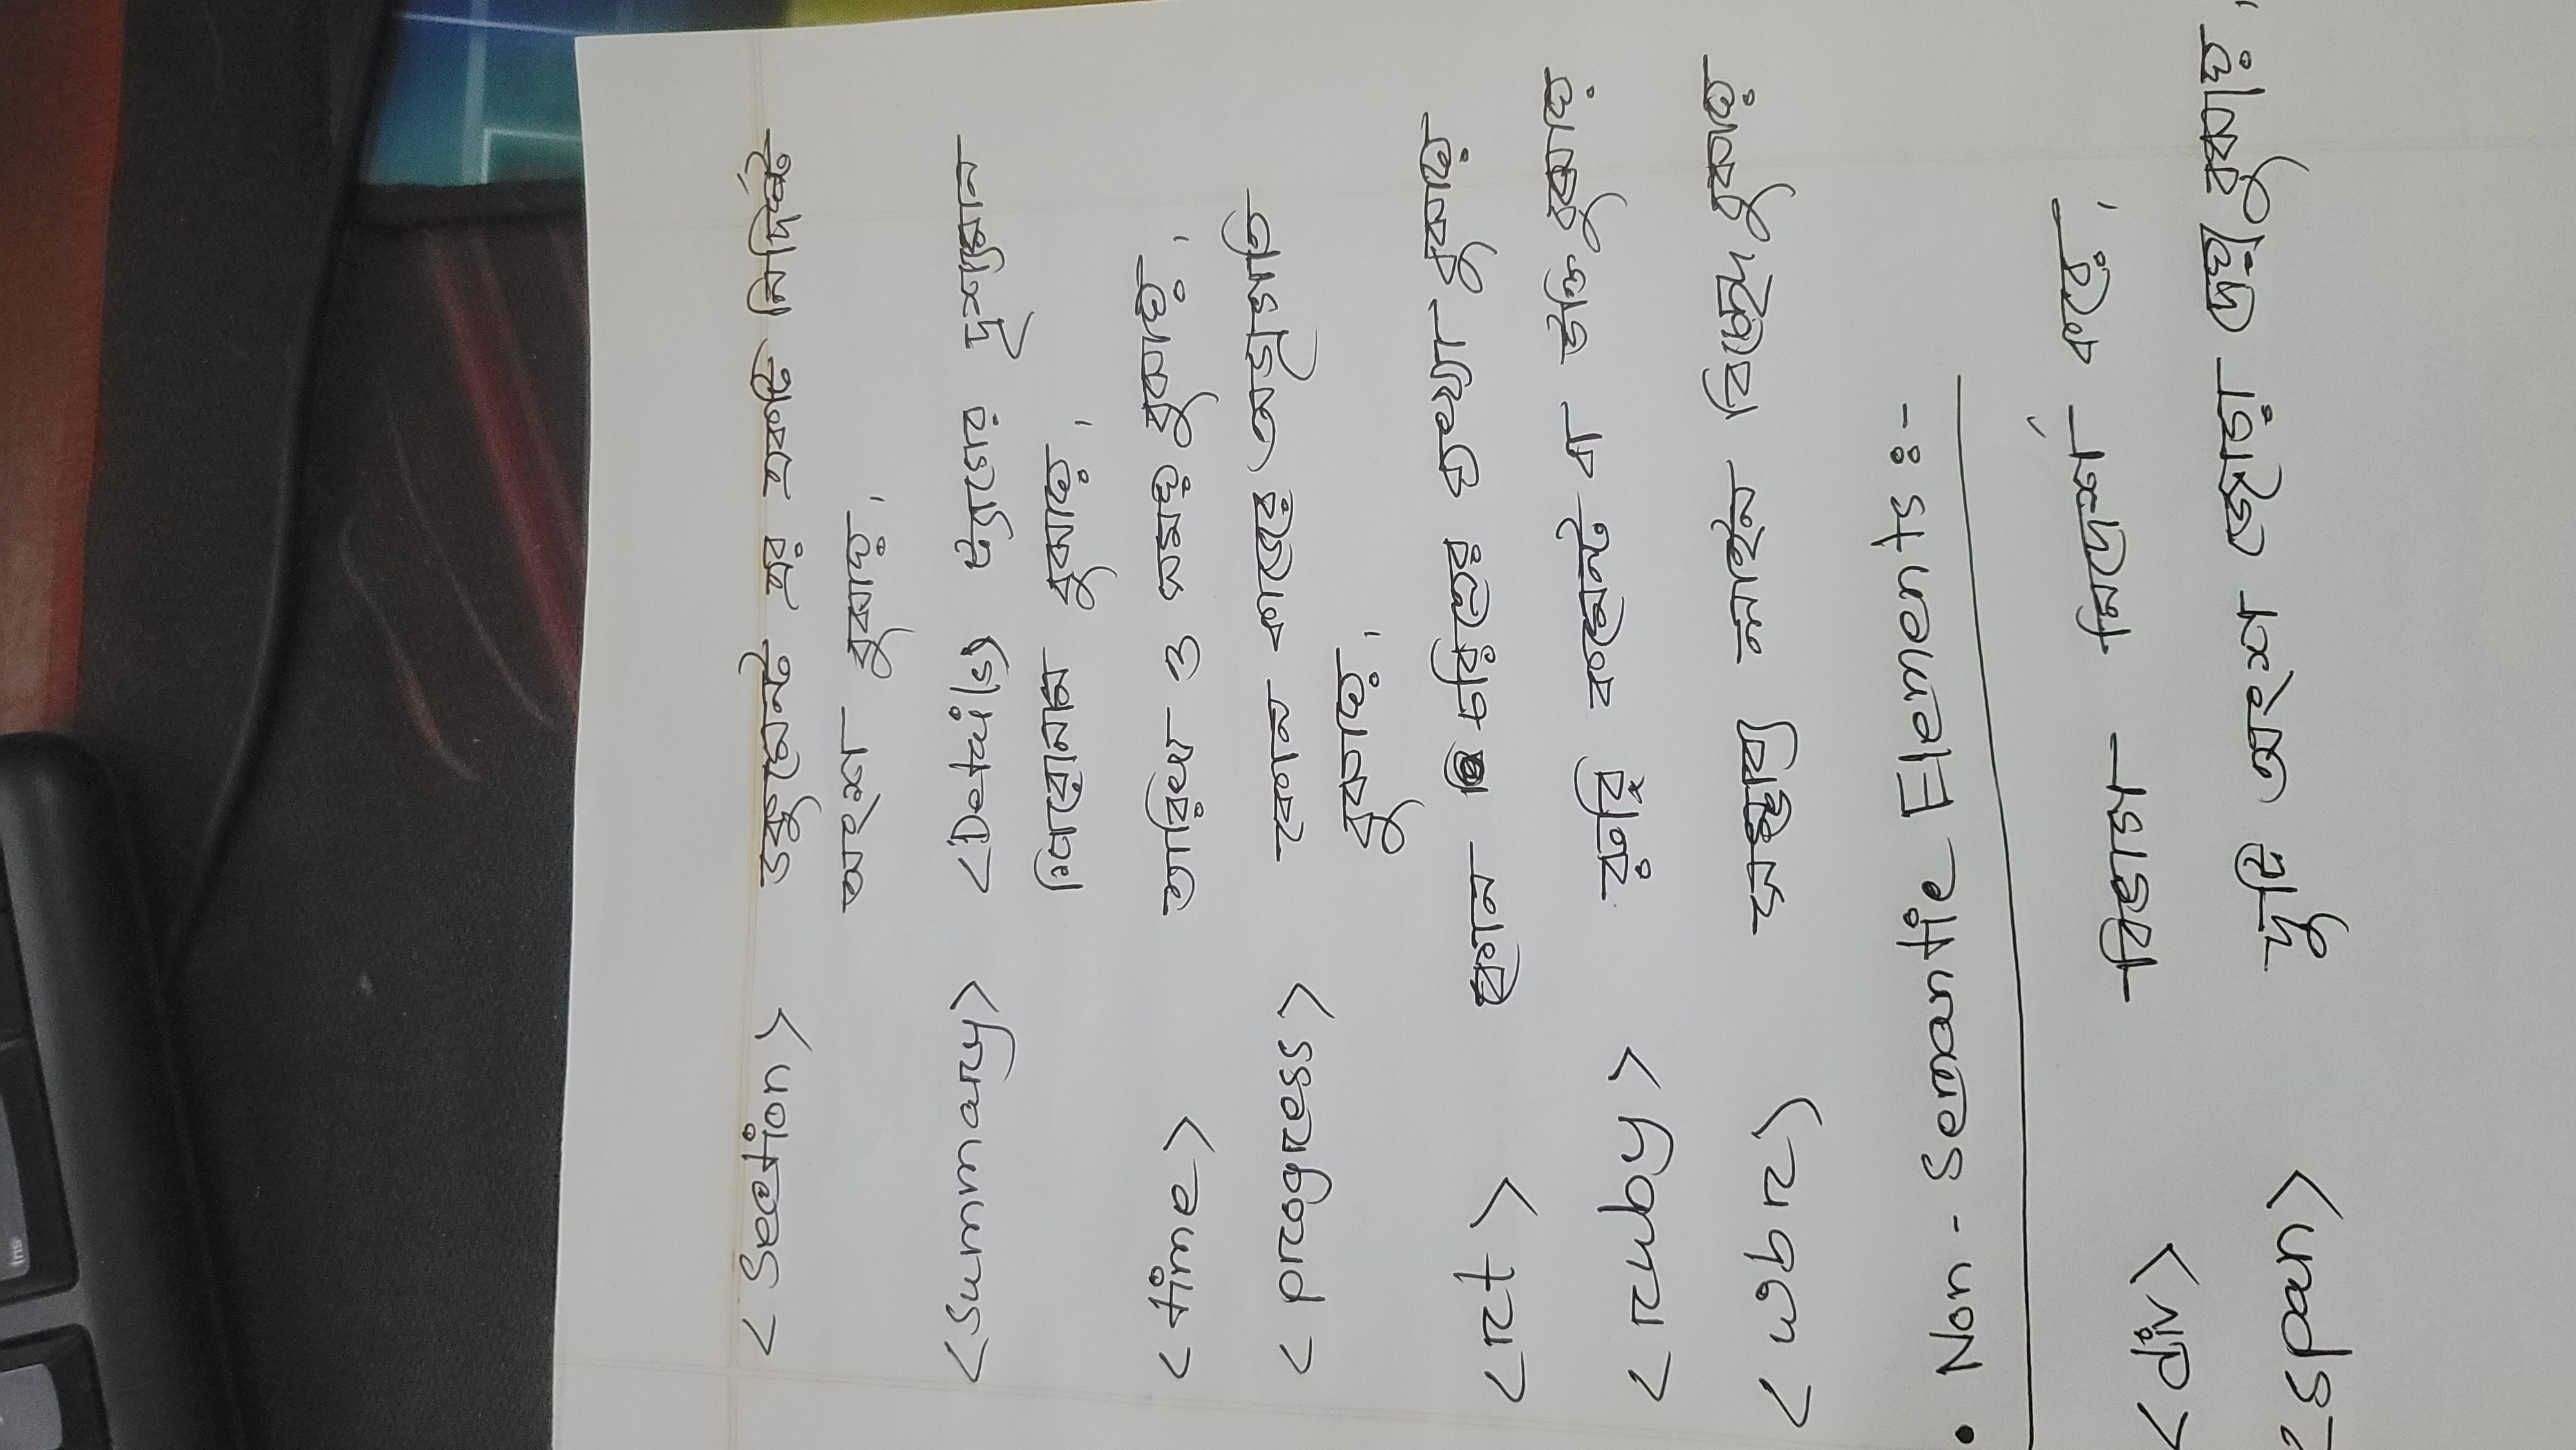 Ins
<section> ডকুমেন্ট এর একটি নির্দিষ্ট
অংশ বুঝায়।
<summary> <Details> ট্যাগের দৃশ্যমান
শিরোনাম বুঝায়।
<time> তারিখ ও সময় বুঝায়।
<progress> কোন কাজের অগ্রগতি
বুঝায়।
<rt> কোন চরিত্রের ব্যখ্যা বুঝায়
<ruby> রুবি কমেন্ট বা উক্তি বুঝায়
<wbr> সম্ভাব্য লাইন বিচ্ছেদ বুঝায়
• Non - Semantic Elements :-
<div> বিভাগ নির্দেশ করে।
<span> দুটি অংশ জোড়া দেয়া বুঝায়।